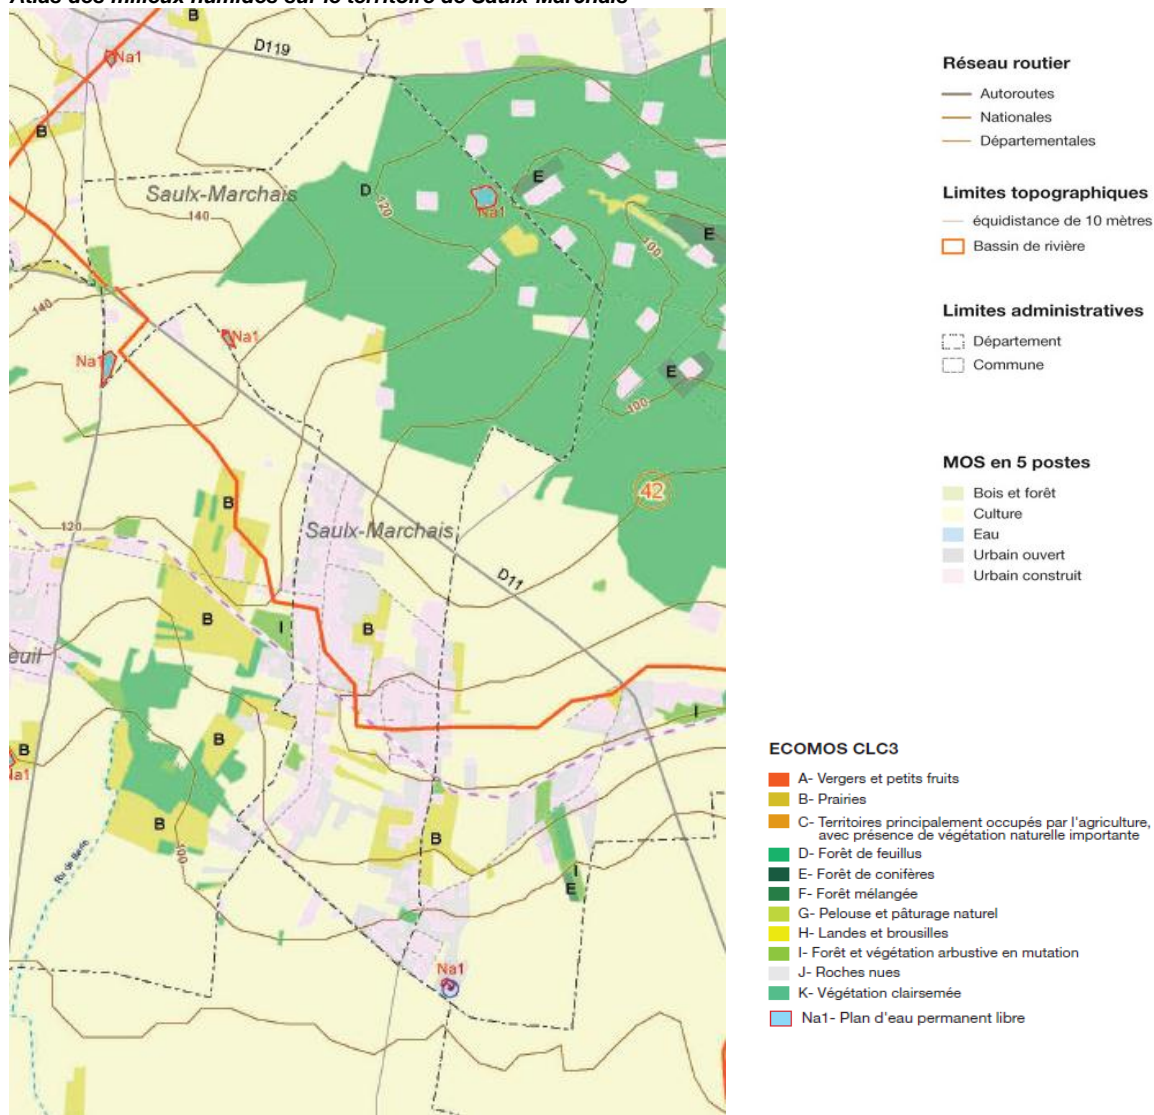 Atlas des milieux humides sur le territoire de Saulx-Marchais
B
D119
Na1
B
Saulx-Marchais
140
D
120
Na1
E
E
100
140
Na1
Na1
E
100
42
B
120
Saulx-Marchais
D11
B
I
B
euil
I
B
B
Na1
B
B
100
I
E
Na1
Réseau routier
Autoroutes
Nationales
Départementales
Limites topographiques
équidistance de 10 mètres
Bassin de rivière
Limites administratives
Département
Commune
MOS en 5 postes
Bois et forêt
Culture
Eau
Urbain ouvert
Urbain construit
ECOMOS CLC3
A- Vergers et petits fruits
B- Prairies
C- Territoires principalement occupés par l'agriculture,
avec présence de végétation naturelle importante
D- Forêt de feuillus
E- Forêt de conifères
F- Forêt mélangée
G- Pelouse et pâturage naturel
H- Landes et brousilles
I- Forêt et végétation arbustive en mutation
J- Roches nues
K- Végétation clairsemée
Na1- Plan d'eau permanent libre